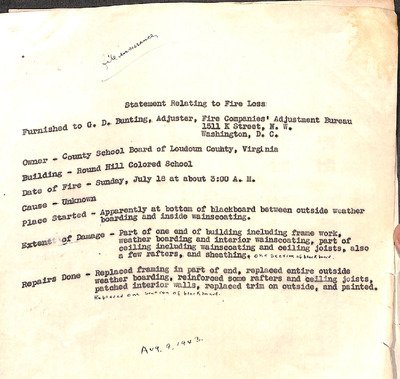 file insurance
Statement Relating to Fire Loss
Furnished to G. D. Bunting, Adjuster, Fire Companies' Adjustment Bureau
1511 K Street, N. W.
Washington, D. C.
Owner - County School Board of Loudoun County, Virginia
Building - Round Hill Colored School
Date of Fire - Sunday, July 18 at about 3:00 A. M.
Cause - Unknown
Place Started - Apparently at bottom of blackboard between outside weather
boarding and inside wainscoating.
Extent of Damage - Part of one end of building including frame work,
weather boarding and interior wainscoating, part of
ceiling including wainscoating and ceiling joists, also
a few rafters, and sheathing, one section of blackboard.
Repairs Done - Replaced framing in part of end, replaced entire outside
weather boarding, reinforced some rafters and ceiling joists,
patched interior walls, replaced trim on outside, and painted.
Replaced one section of blackboard.
Aug. 9, 1943.